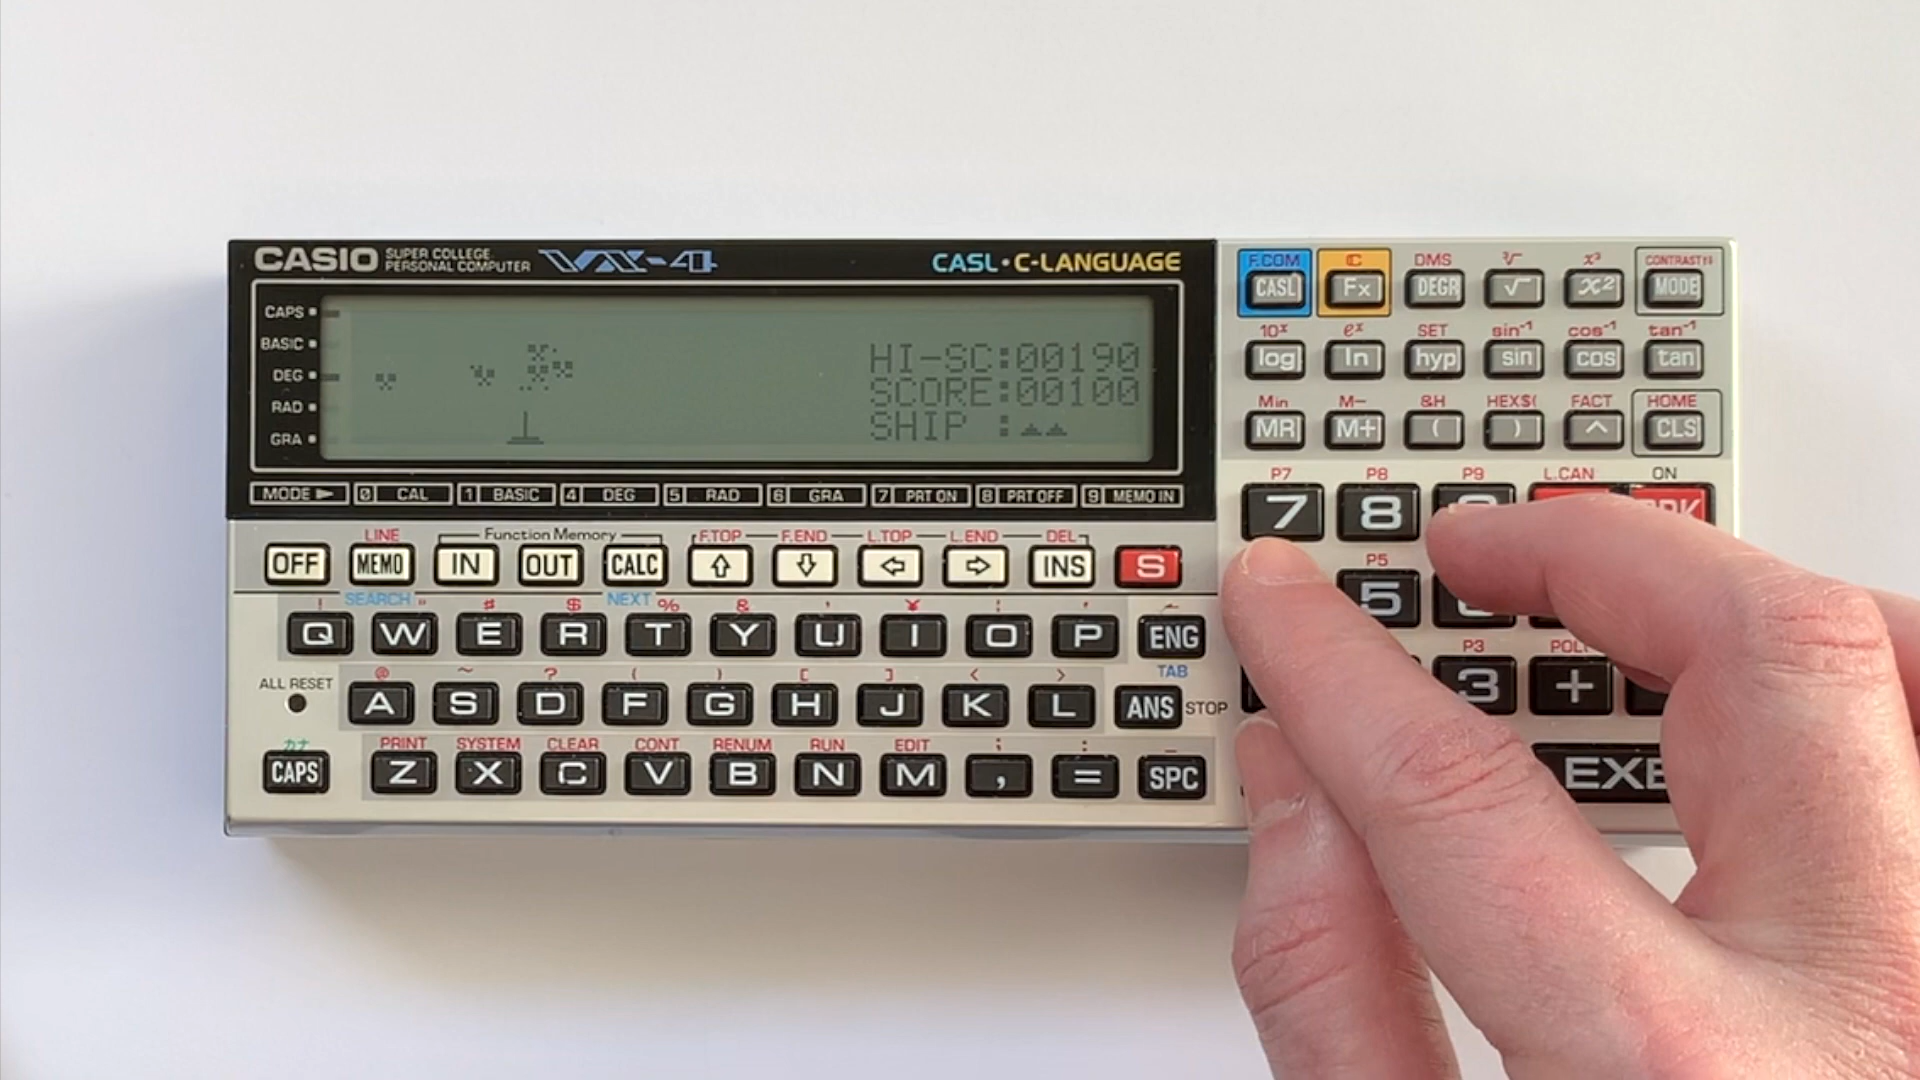 CASIO SUPER COLLEGE PERSONAL COMPUTER VX-4 CASL・C-LANGUAGE
CAPS
BASIC
DEG
RAD
GRA
HI-SC:00190
SCORE:00100
SHIP :
MODE 0 CAL 1 BASIC 4 DEG 5 RAD 6 GRA 7 PRT ON 8 PRT OFF 9 MEMO IN
LINE Function Memory F.TOP F.END L.TOP L.END DEL
OFF MEMO IN OUT CALC ⇧ ⇩ ⇦ ⇨ INS S
! SEARCH " # $ NEXT % & ' ¥
Q W E R T Y U I O P ENG
ALL RESET @ ~ ? ( ) [ ] < > TAB
A S D F G H J K L ANS STOP
カナ PRINT SYSTEM CLEAR CONT RENUM RUN EDIT ; : _
CAPS Z X C V B N M , = SPC
F.COM C DMS ³√ x³ CONTRAST
CASL Fx DEGR √ x² MODE
10ˣ eˣ SET sin⁻¹ cos⁻¹ tan⁻¹
log ln hyp sin cos tan
Min M- &H HEX$( FACT HOME
MR M+ ( ) ^ CLS
P7 P8 P9 L.CAN ON
7 8
P5
5
P3
3 +
EXE